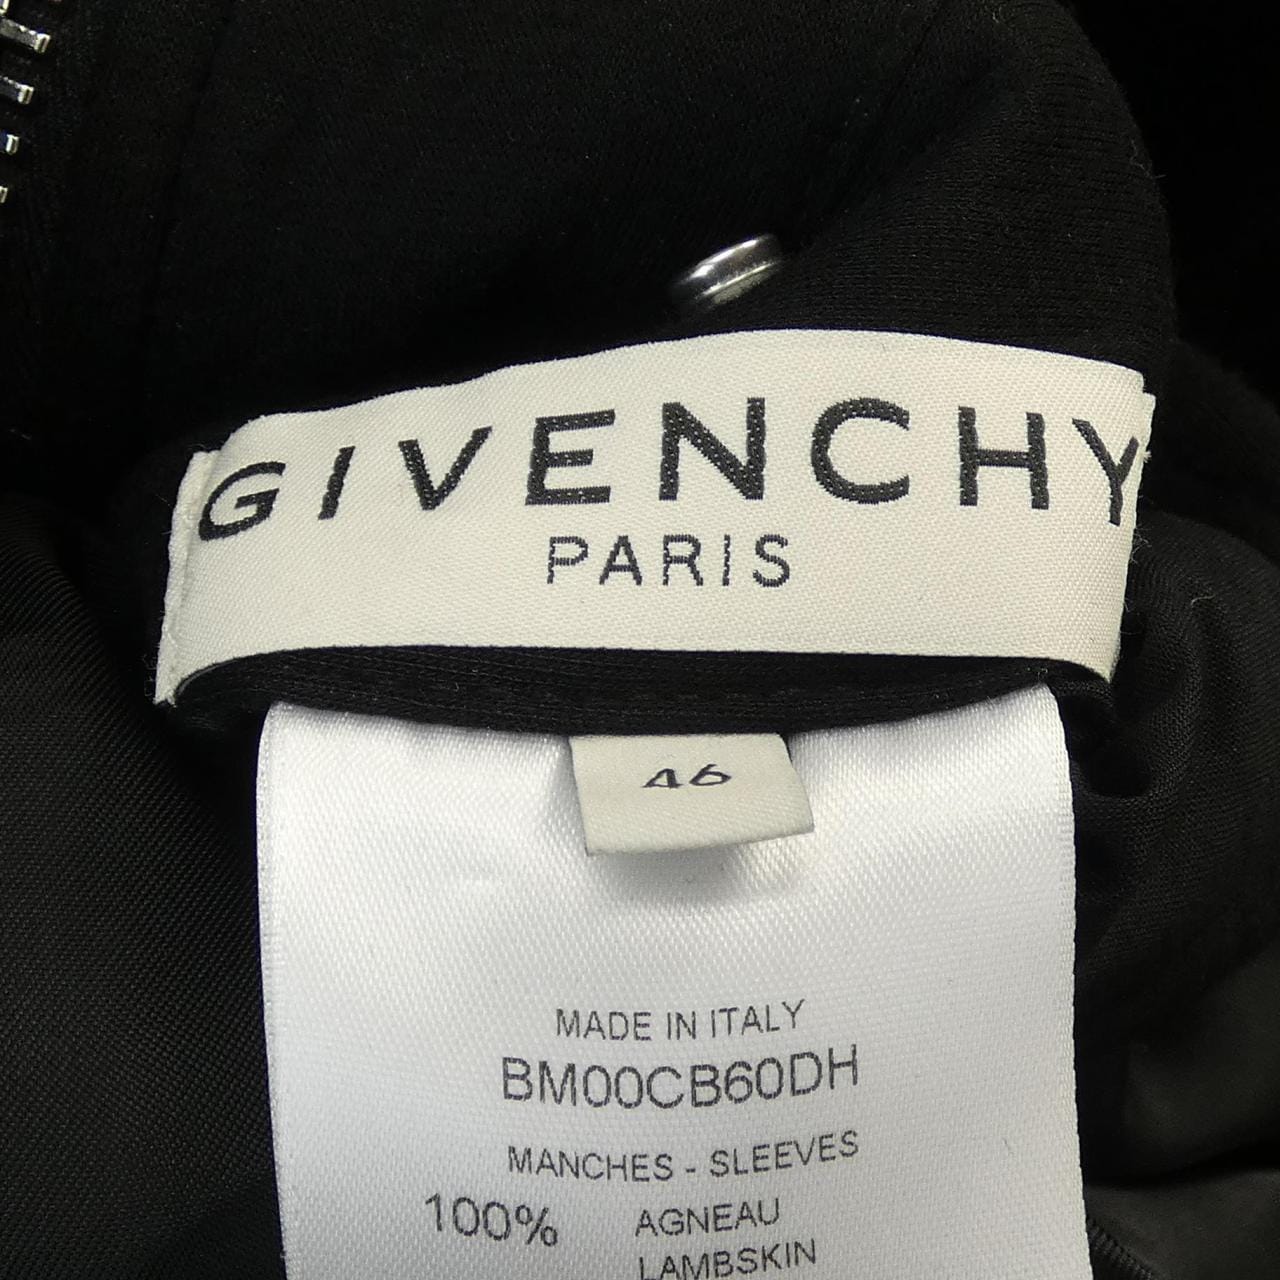 GIVENCHY
PARIS
46
MADE IN ITALY
BM00CB60DH
MANCHES - SLEEVES
100% AGNEAU
LAMBSKIN